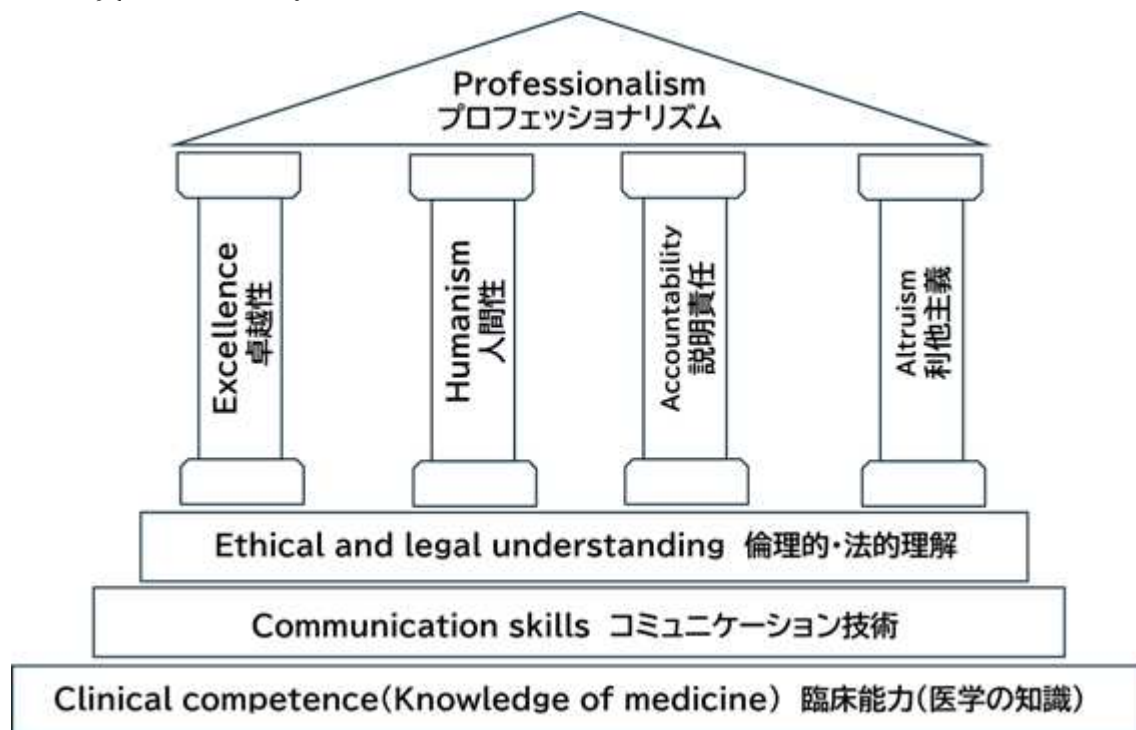 Professionalism
プロフェッショナリズム
Excellence
卓越性
Humanism
人間性
Accountability
説明責任
Altruism
利他主義
Ethical and legal understanding 倫理的・法的理解
Communication skills コミュニケーション技術
Clinical competence(Knowledge of medicine) 臨床能力(医学の知識)